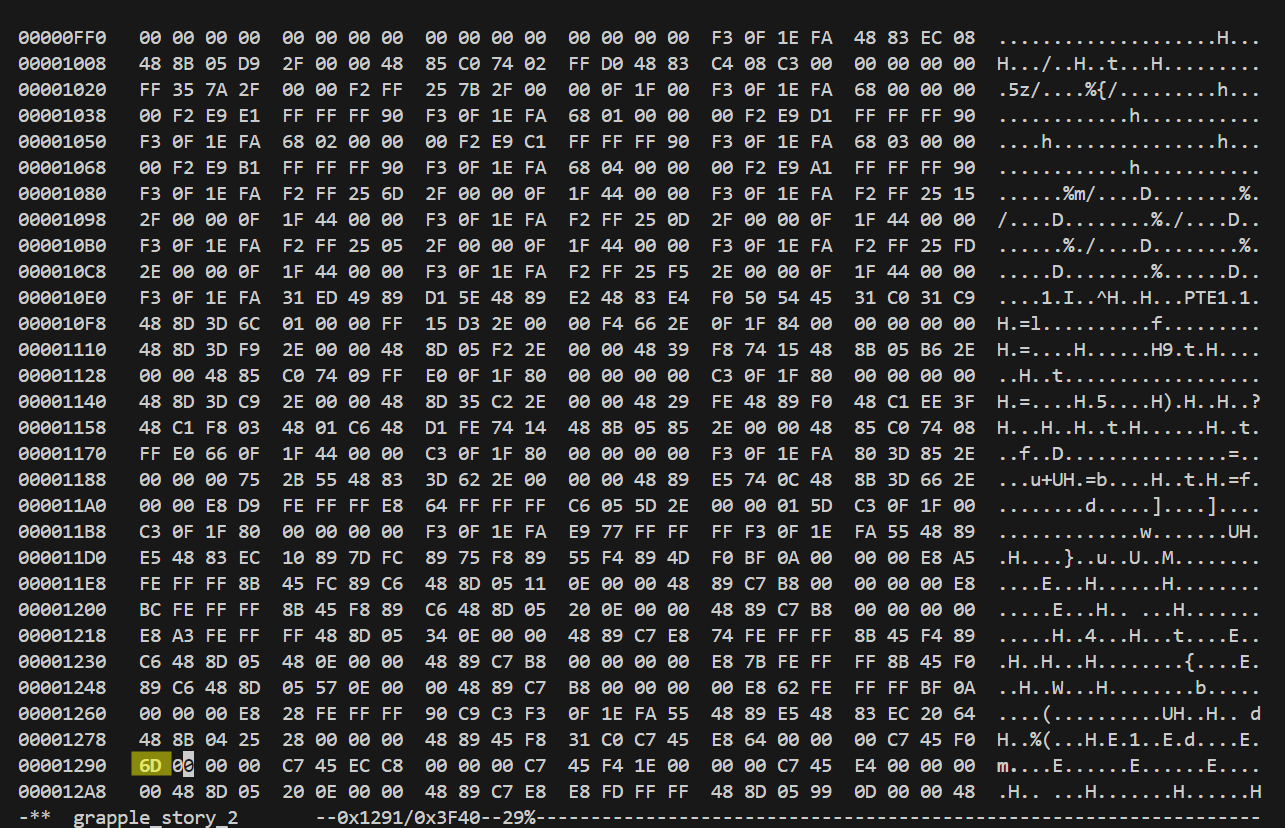 00000FF0 00 00 00 00 00 00 00 00 00 00 00 00 00 00 00 00 F3 0F 1E FA 48 83 EC 08 ....................H...
00001008 48 8B 05 D9 2F 00 00 48 85 C0 74 02 FF D0 48 83 C4 08 C3 00 00 00 00 00 H.../..H..t...H.........
00001020 FF 35 7A 2F 00 00 F2 FF 25 7B 2F 00 00 0F 1F 00 F3 0F 1E FA 68 00 00 00 .5z/....%{/.........h...
00001038 00 F2 E9 E1 FF FF FF 90 F3 0F 1E FA 68 01 00 00 00 F2 E9 D1 FF FF FF 90 ............h...........
00001050 F3 0F 1E FA 68 02 00 00 00 F2 E9 C1 FF FF FF 90 F3 0F 1E FA 68 03 00 00 ....h...............h...
00001068 00 F2 E9 B1 FF FF FF 90 F3 0F 1E FA 68 04 00 00 00 F2 E9 A1 FF FF FF 90 ............h...........
00001080 F3 0F 1E FA F2 FF 25 6D 2F 00 00 0F 1F 44 00 00 F3 0F 1E FA F2 FF 25 15 ......%m/....D........%.
00001098 2F 00 00 0F 1F 44 00 00 F3 0F 1E FA F2 FF 25 0D 2F 00 00 0F 1F 44 00 00 /....D........%./....D..
000010B0 F3 0F 1E FA F2 FF 25 05 2F 00 00 0F 1F 44 00 00 F3 0F 1E FA F2 FF 25 FD ......%./....D........%.
000010C8 2E 00 00 0F 1F 44 00 00 F3 0F 1E FA F2 FF 25 F5 2E 00 00 0F 1F 44 00 00 .....D........%......D..
000010E0 F3 0F 1E FA 31 ED 49 89 D1 5E 48 89 E2 48 83 E4 F0 50 54 45 31 C0 31 C9 ....1.I..^H..H...PTE1.1.
000010F8 48 8D 3D 6C 01 00 00 FF 15 D3 2E 00 00 F4 66 2E 0F 1F 84 00 00 00 00 00 H.=l..........f.........
00001110 48 8D 3D F9 2E 00 00 48 8D 05 F2 2E 00 00 48 39 F8 74 15 48 8B 05 B6 2E H.=....H......H9.t.H....
00001128 00 00 48 85 C0 74 09 FF E0 0F 1F 80 00 00 00 00 C3 0F 1F 80 00 00 00 00 ..H..t..................
00001140 48 8D 3D C9 2E 00 00 48 8D 35 C2 2E 00 00 48 29 FE 48 89 F0 48 C1 EE 3F H.=....H.5....H).H..H..?
00001158 48 C1 F8 03 48 01 C6 48 D1 FE 74 14 48 8B 05 85 2E 00 00 48 85 C0 74 08 H...H..H..t.H......H..t.
00001170 FF E0 66 0F 1F 44 00 00 C3 0F 1F 80 00 00 00 00 F3 0F 1E FA 80 3D 85 2E ..f..D...............=..
00001188 00 00 00 75 2B 55 48 83 3D 62 2E 00 00 00 48 89 E5 74 0C 48 8B 3D 66 2E ...u+UH.=b....H..t.H.=f.
000011A0 00 00 E8 D9 FE FF FF E8 64 FF FF FF C6 05 5D 2E 00 00 01 5D C3 0F 1F 00 ........d.....]....]....
000011B8 C3 0F 1F 80 00 00 00 00 F3 0F 1E FA E9 77 FF FF FF F3 0F 1E FA 55 48 89 .............w.......UH.
000011D0 E5 48 83 EC 10 89 7D FC 89 75 F8 89 55 F4 89 4D F0 BF 0A 00 00 00 E8 A5 .H....}..u..U..M........
000011E8 FE FF FF 8B 45 FC 89 C6 48 8D 05 11 0E 00 00 48 89 C7 B8 00 00 00 00 E8 ....E...H......H........
00001200 BC FE FF FF 8B 45 F8 89 C6 48 8D 05 20 0E 00 00 48 89 C7 B8 00 00 00 00 .....E...H.. ...H.......
00001218 E8 A3 FE FF FF 48 8D 05 34 0E 00 00 48 89 C7 E8 74 FE FF FF 8B 45 F4 89 .....H..4...H...t....E..
00001230 C6 48 8D 05 48 0E 00 00 48 89 C7 B8 00 00 00 00 E8 7B FE FF FF 8B 45 F0 .H..H...H........{....E.
00001248 89 C6 48 8D 05 57 0E 00 00 48 89 C7 B8 00 00 00 00 E8 62 FE FF FF BF 0A ..H..W...H........b.....
00001260 00 00 00 E8 28 FE FF FF 90 C9 C3 F3 0F 1E FA 55 48 89 E5 48 83 EC 20 64 ....(..........UH..H.. d
00001278 48 8B 04 25 28 00 00 00 48 89 45 F8 31 C0 C7 45 E8 64 00 00 00 C7 45 F0 H..%(...H.E.1..E.d....E.
00001290 6D 00 00 00 C7 45 EC C8 00 00 00 C7 45 F4 1E 00 00 00 C7 45 E4 00 00 00 m....E......E......E....
000012A8 00 48 8D 05 20 0E 00 00 48 89 C7 E8 E8 FD FF FF 48 8D 05 99 0D 00 00 48 .H.. ...H.......H......H
-** grapple_story_2 --0x1291/0x3F40--29%-------------------------------------------------------------